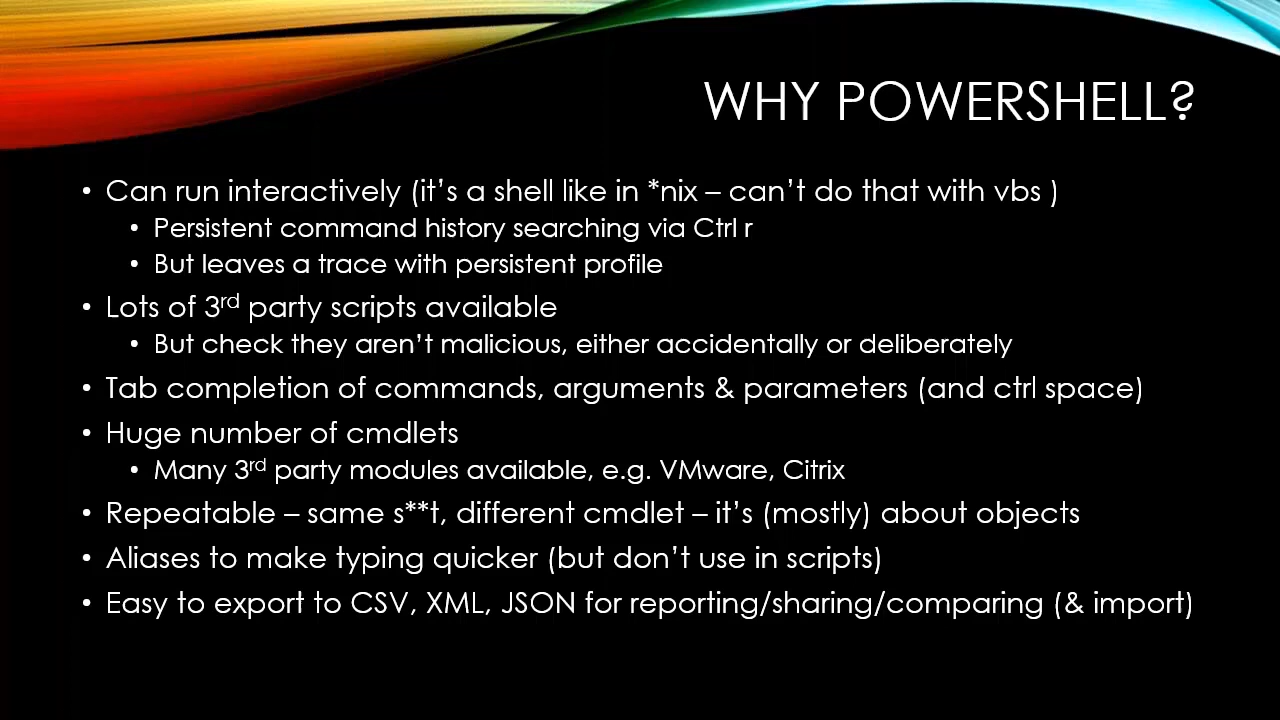 WHY POWERSHELL?
• Can run interactively (it's a shell like in *nix – can't do that with vbs )
• Persistent command history searching via Ctrl r
• But leaves a trace with persistent profile
• Lots of 3rd party scripts available
• But check they aren't malicious, either accidentally or deliberately
• Tab completion of commands, arguments & parameters (and ctrl space)
• Huge number of cmdlets
• Many 3rd party modules available, e.g. VMware, Citrix
• Repeatable – same s**t, different cmdlet – it's (mostly) about objects
• Aliases to make typing quicker (but don't use in scripts)
• Easy to export to CSV, XML, JSON for reporting/sharing/comparing (& import)